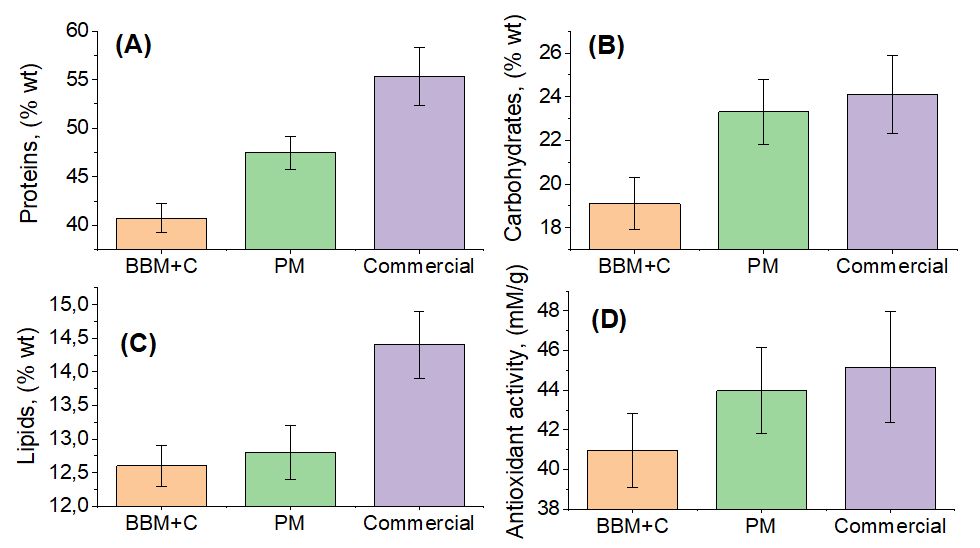 (A)
Proteins, (% wt)
60
55
50
45
40
BBM+C PM Commercial
(B)
Carbohydrates, (% wt)
26
24
22
20
18
BBM+C PM Commercial
(C)
Lipids, (% wt)
15,0
14,5
14,0
13,5
13,0
12,5
12,0
BBM+C PM Commercial
(D)
Antioxidant activity, (mM/g)
48
46
44
42
40
38
BBM+C PM Commercial